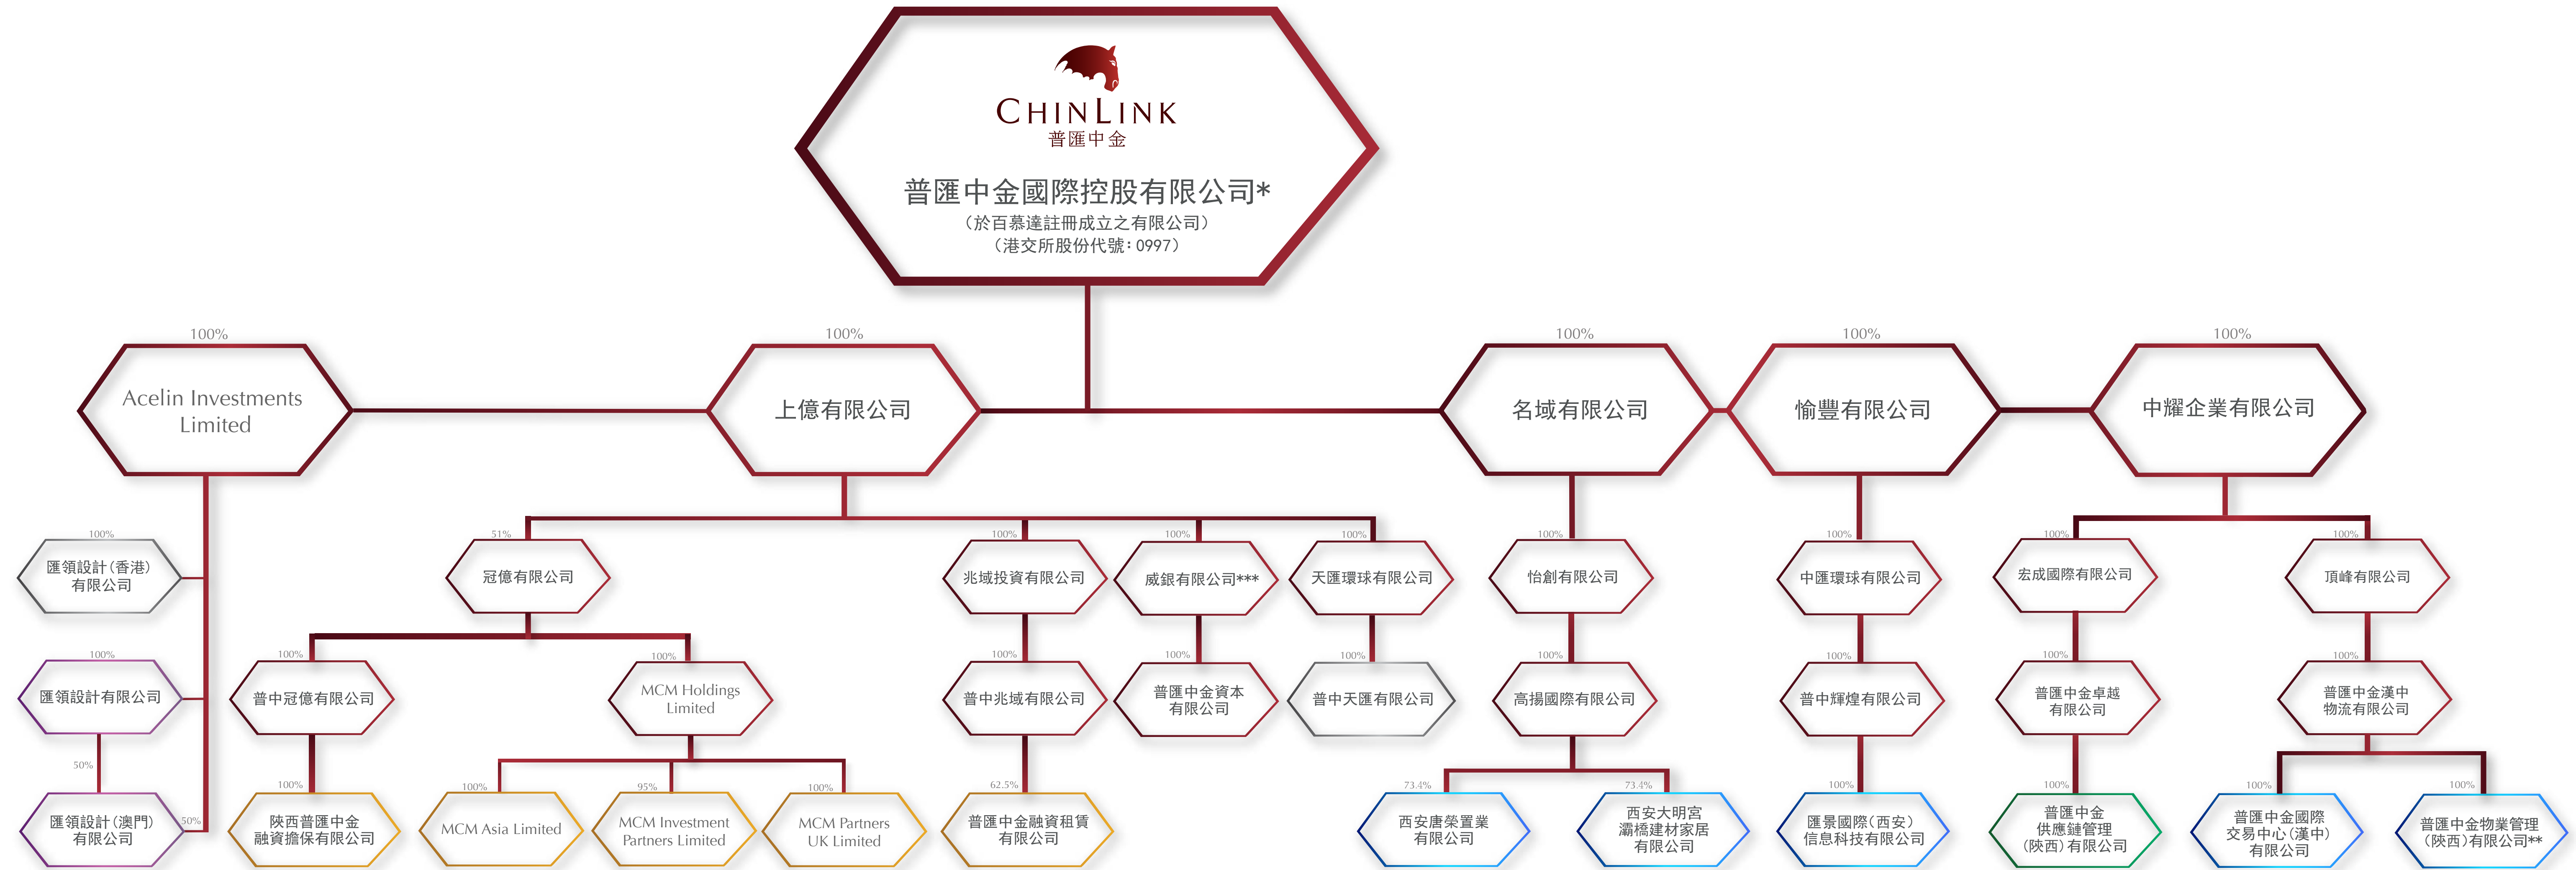 CHINLINK
普匯中金
普匯中金國際控股有限公司*
（於百慕達註冊成立之有限公司）
（港交所股份代號：0997）
100%
100%
100%
100%
100%
Acelin Investments
Limited
上億有限公司
名域有限公司
愉豐有限公司
中耀企業有限公司
100%
51%
100%
100%
100%
100%
100%
100%
100%
匯領設計（香港）
有限公司
冠億有限公司
兆域投資有限公司
威銀有限公司***
天匯環球有限公司
怡創有限公司
中匯環球有限公司
宏成國際有限公司
頂峰有限公司
100%
100%
100%
100%
100%
100%
100%
100%
100%
100%
匯領設計有限公司
普中冠億有限公司
MCM Holdings
Limited
普中兆域有限公司
普匯中金資本
有限公司
普中天匯有限公司
高揚國際有限公司
普中輝煌有限公司
普匯中金卓越
有限公司
普匯中金漢中
物流有限公司
50%
100%
100%
95%
100%
62.5%
73.4%
73.4%
100%
100%
100%
100%
匯領設計（澳門）
有限公司
50%
陝西普匯中金
融資擔保有限公司
MCM Asia Limited
MCM Investment
Partners Limited
MCM Partners
UK Limited
普匯中金融資租賃
有限公司
西安唐榮置業
有限公司
西安大明宮
灞橋建材家居
有限公司
匯景國際（西安）
信息科技有限公司
普匯中金
供應鏈管理
（陝西）有限公司
普匯中金國際
交易中心（漢中）
有限公司
普匯中金物業管理
（陝西）有限公司**